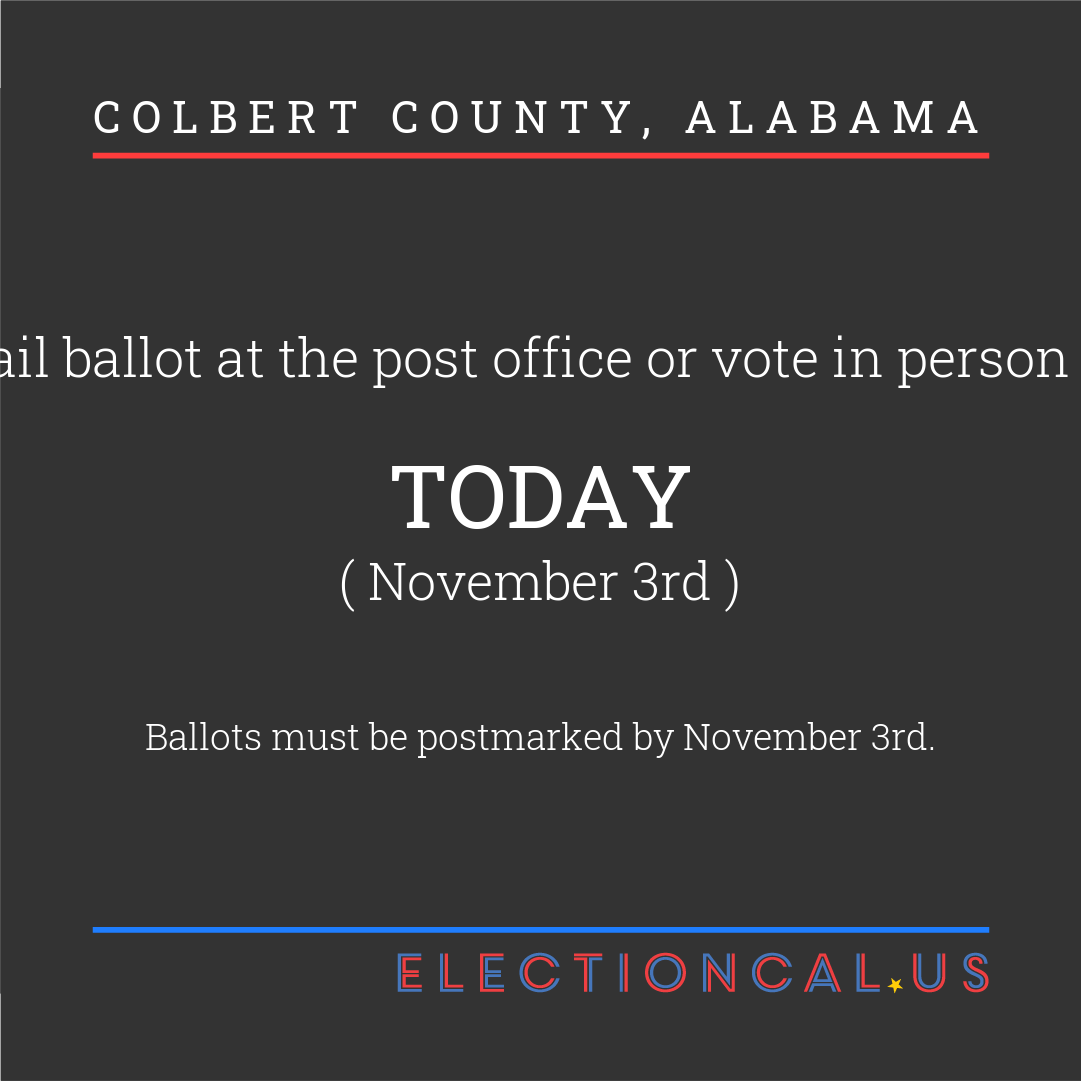 COLBERT COUNTY, ALABAMA
ail ballot at the post office or vote in person
TODAY
( November 3rd )
Ballots must be postmarked by November 3rd.
ELECTIONCAL.US